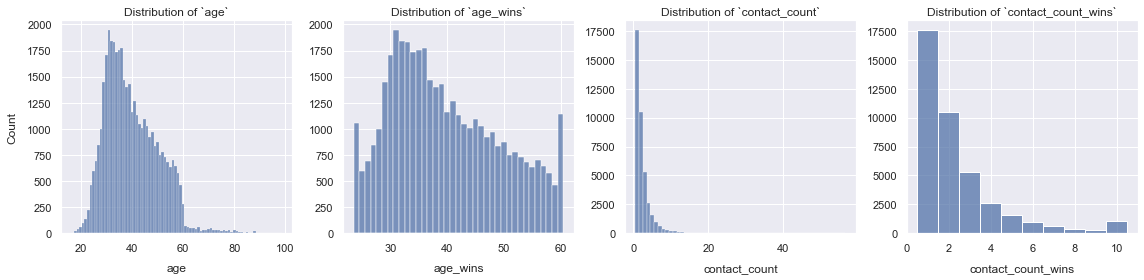 Distribution of `age`
Count
2000
1750
1500
1250
1000
750
500
250
0
20 40 60 80 100
age
Distribution of `age_wins`
2000
1750
1500
1250
1000
750
500
250
0
30 40 50 60
age_wins
Distribution of `contact_count`
17500
15000
12500
10000
7500
5000
2500
0
0 20 40
contact_count
Distribution of `contact_count_wins`
17500
15000
12500
10000
7500
5000
2500
0
0 2 4 6 8 10
contact_count_wins